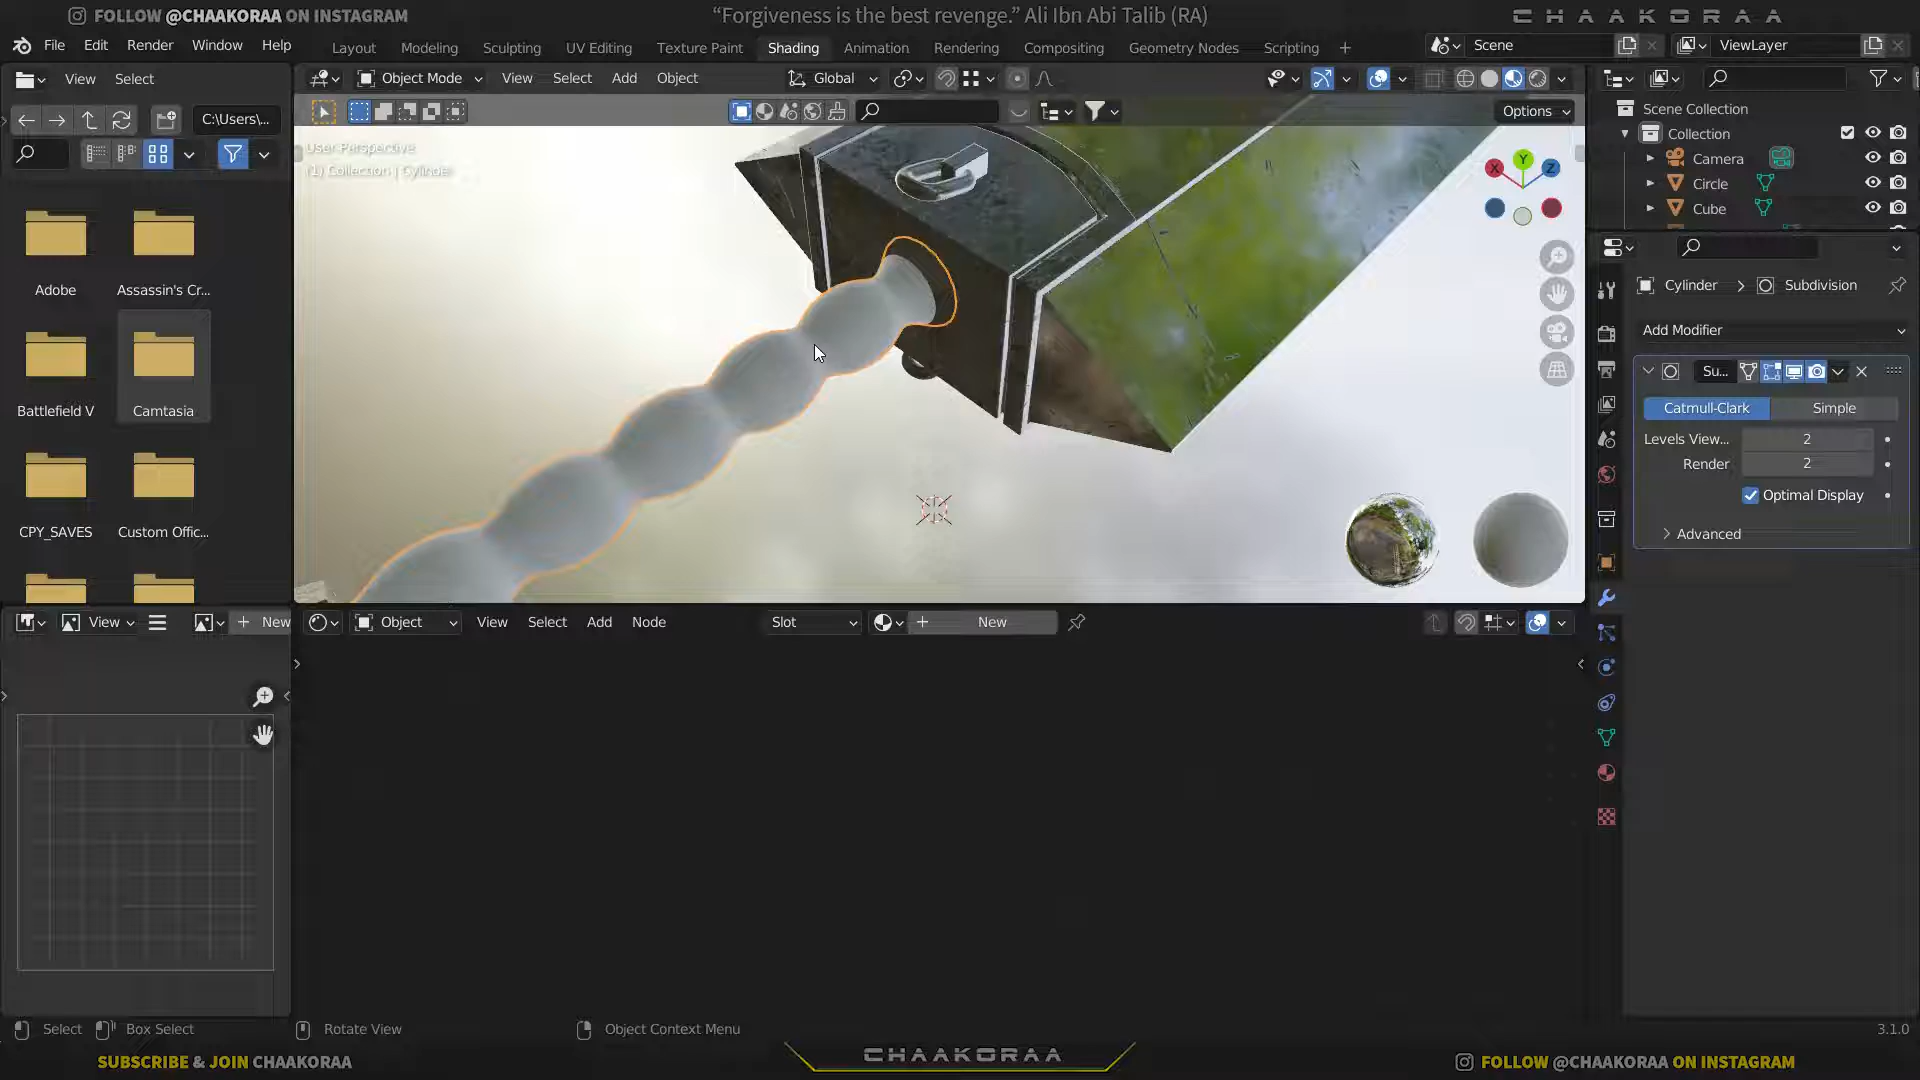 FOLLOW @CHAAKORAA ON INSTAGRAM
“Forgiveness is the best revenge.” Ali Ibn Abi Talib (RA)
CHAAKORAA
File Edit Render Window Help
Layout Modeling Sculpting UV Editing Texture Paint Shading Animation Rendering Compositing Geometry Nodes Scripting +
Scene
ViewLayer
View Select
Object Mode View Select Add Object
Global
C:\Users\...
Options
User Perspective
(1) Collection | Cylinder
X Y Z
Scene Collection
Collection
Camera
Circle
Cube
Adobe
Assassin's Cr...
Battlefield V
Camtasia
CPY_SAVES
Custom Offic...
Cylinder > Subdivision
Add Modifier
Su...
Catmull-Clark Simple
Levels View... 2
Render 2
Optimal Display
Advanced
View
+ New
Object View Select Add Node
Slot
+ New
Select Box Select Rotate View Object Context Menu
3.1.0
SUBSCRIBE & JOIN CHAAKORAA
CHAAKORAA
FOLLOW @CHAAKORAA ON INSTAGRAM